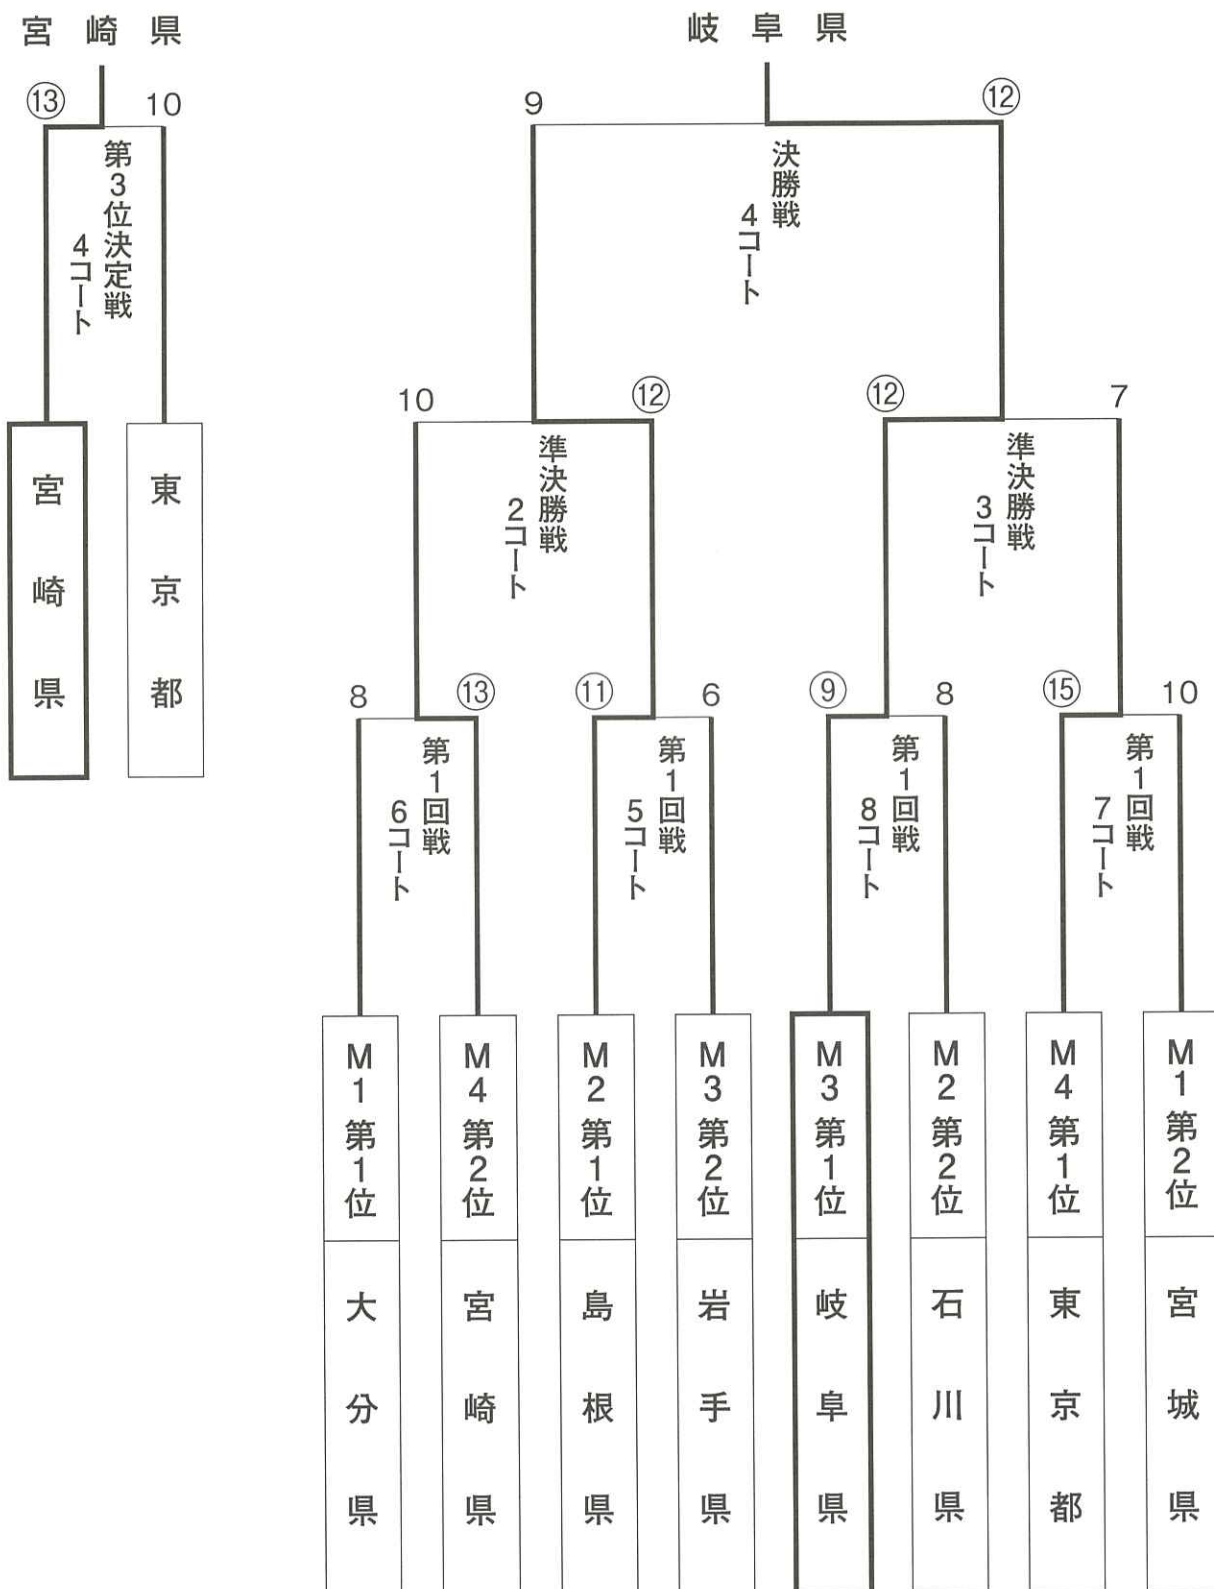 宮崎県
⑬
10
第3位決定戦
4コート
宮崎県
東京都
岐阜県
9
⑫
決勝戦
4コート
10
⑫
準決勝戦
2コート
⑫
7
準決勝戦
3コート
8
⑬
第1回戦
6コート
⑪
6
第1回戦
5コート
⑨
8
第1回戦
8コート
⑮
10
第1回戦
7コート
M1第1位
大分県
M4第2位
宮崎県
M2第1位
島根県
M3第2位
岩手県
M3第1位
岐阜県
M2第2位
石川県
M4第1位
東京都
M1第2位
宮城県